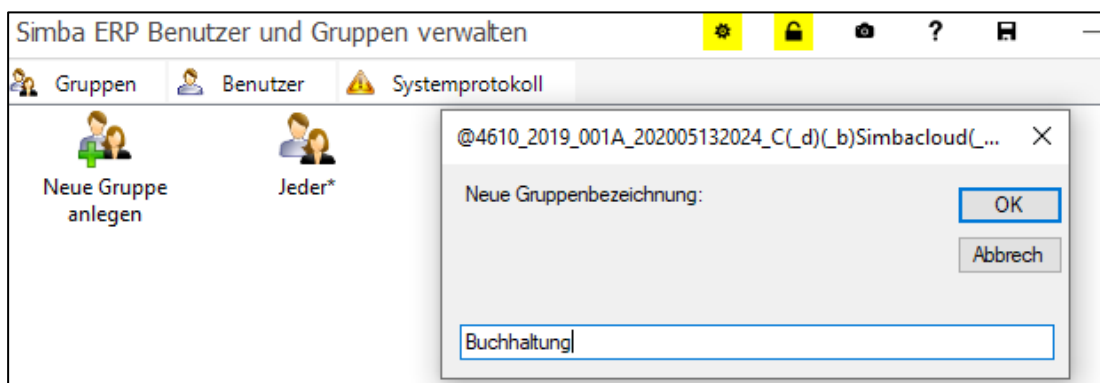 Simba ERP Benutzer und Gruppen verwalten ?
Gruppen Benutzer Systemprotokoll
Neue Gruppe
anlegen
Jeder*
@4610_2019_001A_202005132024_C(_d)(_b)Simbacloud(_...
Neue Gruppenbezeichnung:
OK
Abbrech
Buchhaltung